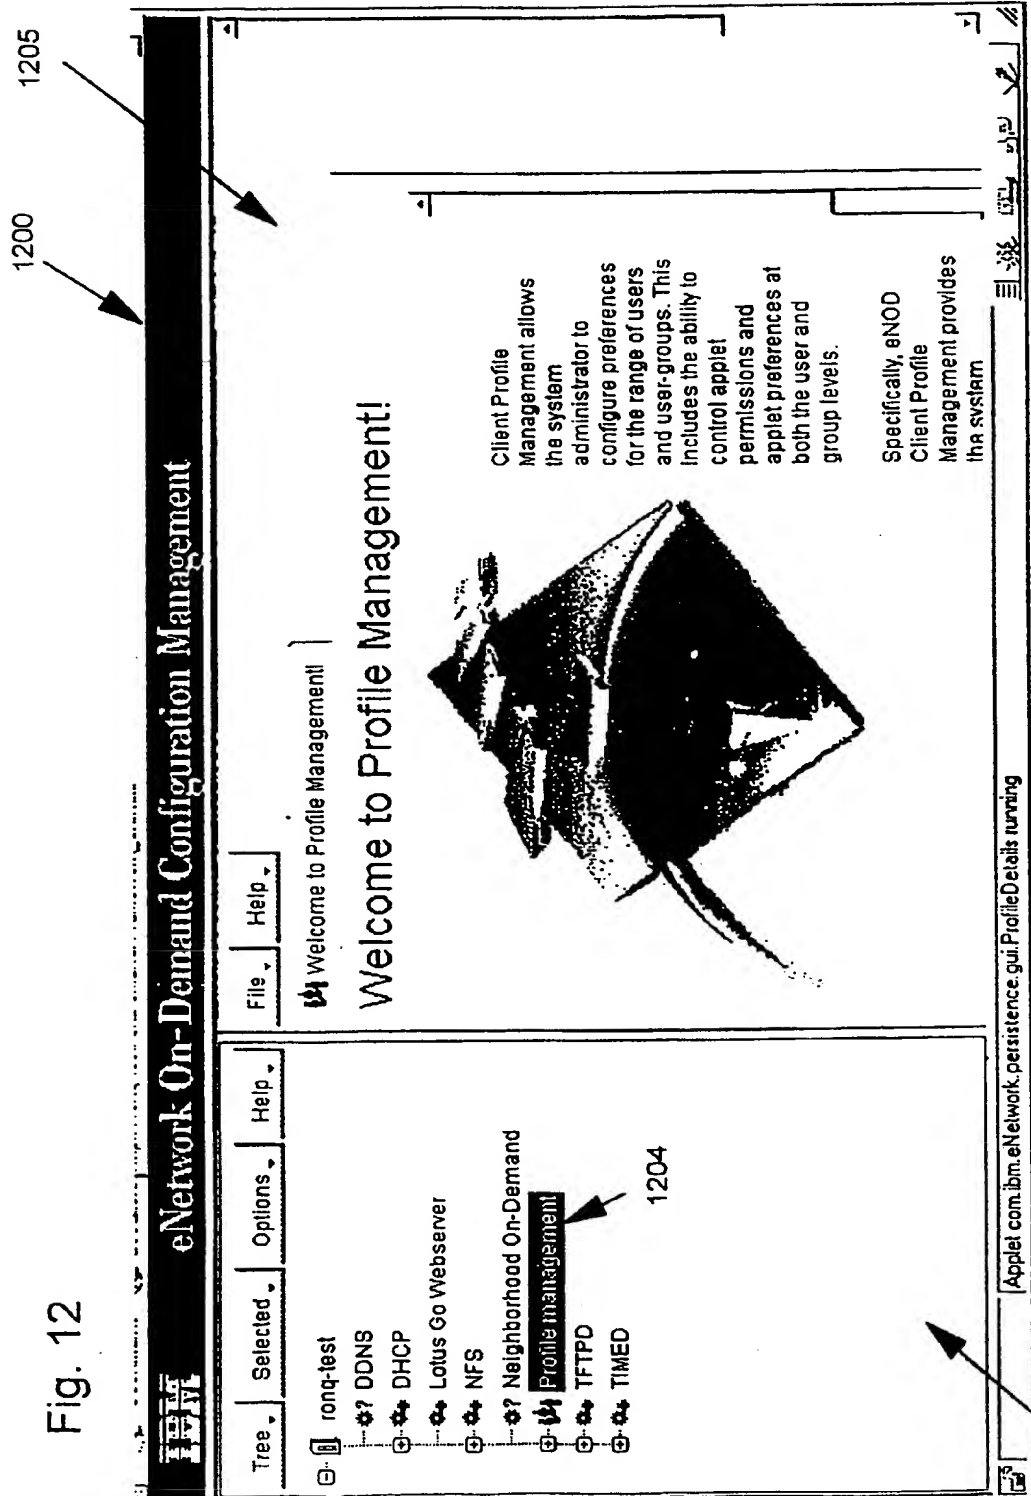 Fig. 12
1200
1205
IBM
eNetwork On-Demand Configuration Management
Tree
Selected
Options
Help
ronq-test
? DDNS
DHCP
Lotus Go Webserver
NFS
? Neighborhood On-Demand
Profile management
TFTPD
TIMED
1204
File
Help
Welcome to Profile Management!
Welcome to Profile Management!
Client Profile
Management allows
the system
administrator to
configure preferences
for the range of users
and user-groups. This
includes the ability to
control applet
permissions and
applet preferences at
both the user and
group levels.
Specifically, eNOD
Client Profile
Management provides
the system
Applet com.ibm.eNetwork.persistence.gui.ProfileDetails running